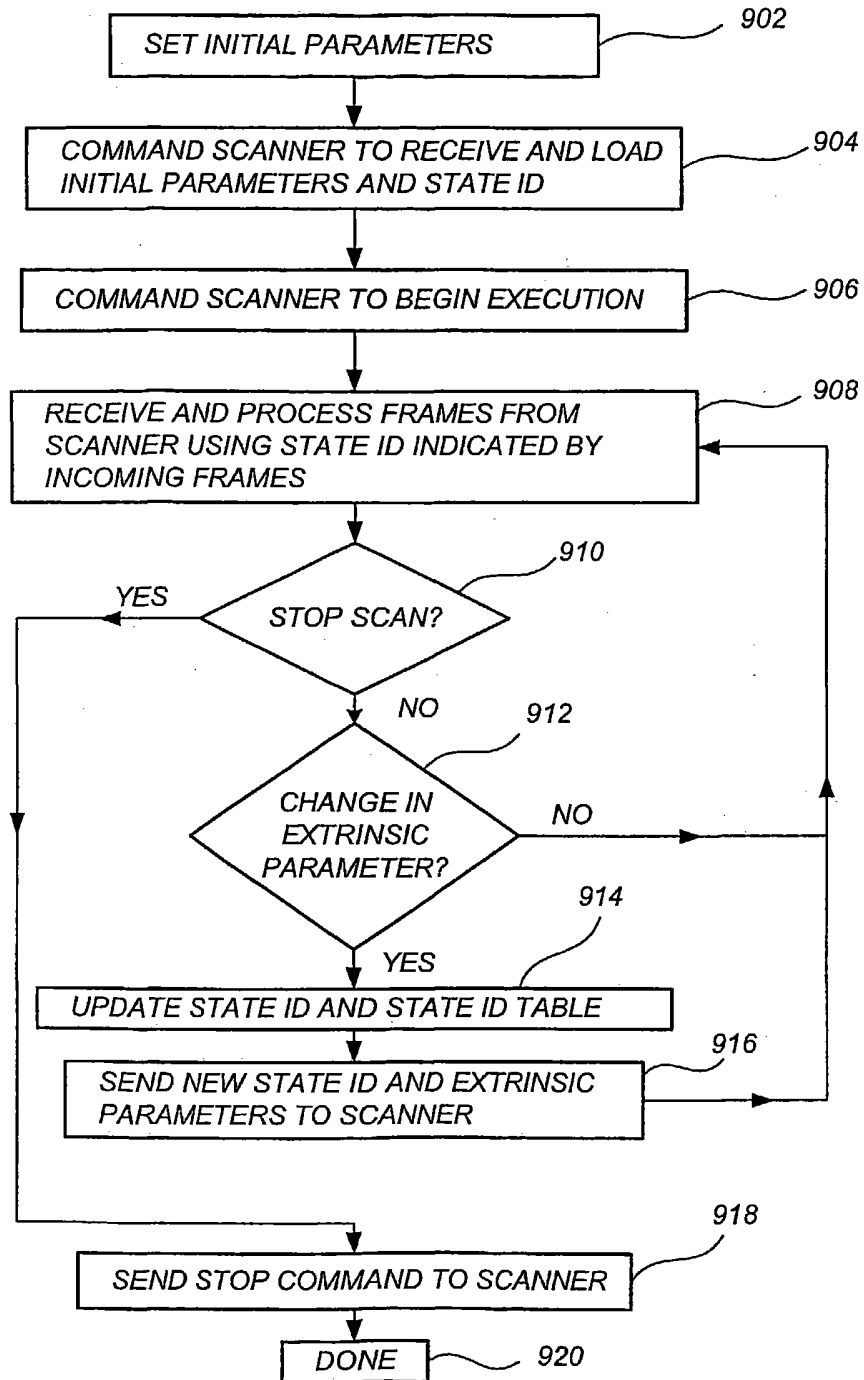 SET INITIAL PARAMETERS
902
COMMAND SCANNER TO RECEIVE AND LOAD
INITIAL PARAMETERS AND STATE ID
904
COMMAND SCANNER TO BEGIN EXECUTION
906
RECEIVE AND PROCESS FRAMES FROM
SCANNER USING STATE ID INDICATED BY
INCOMING FRAMES
908
STOP SCAN?
910
YES
NO
CHANGE IN
EXTRINSIC
PARAMETER?
912
NO
YES
914
UPDATE STATE ID AND STATE ID TABLE
SEND NEW STATE ID AND EXTRINSIC
PARAMETERS TO SCANNER
916
SEND STOP COMMAND TO SCANNER
918
DONE
920